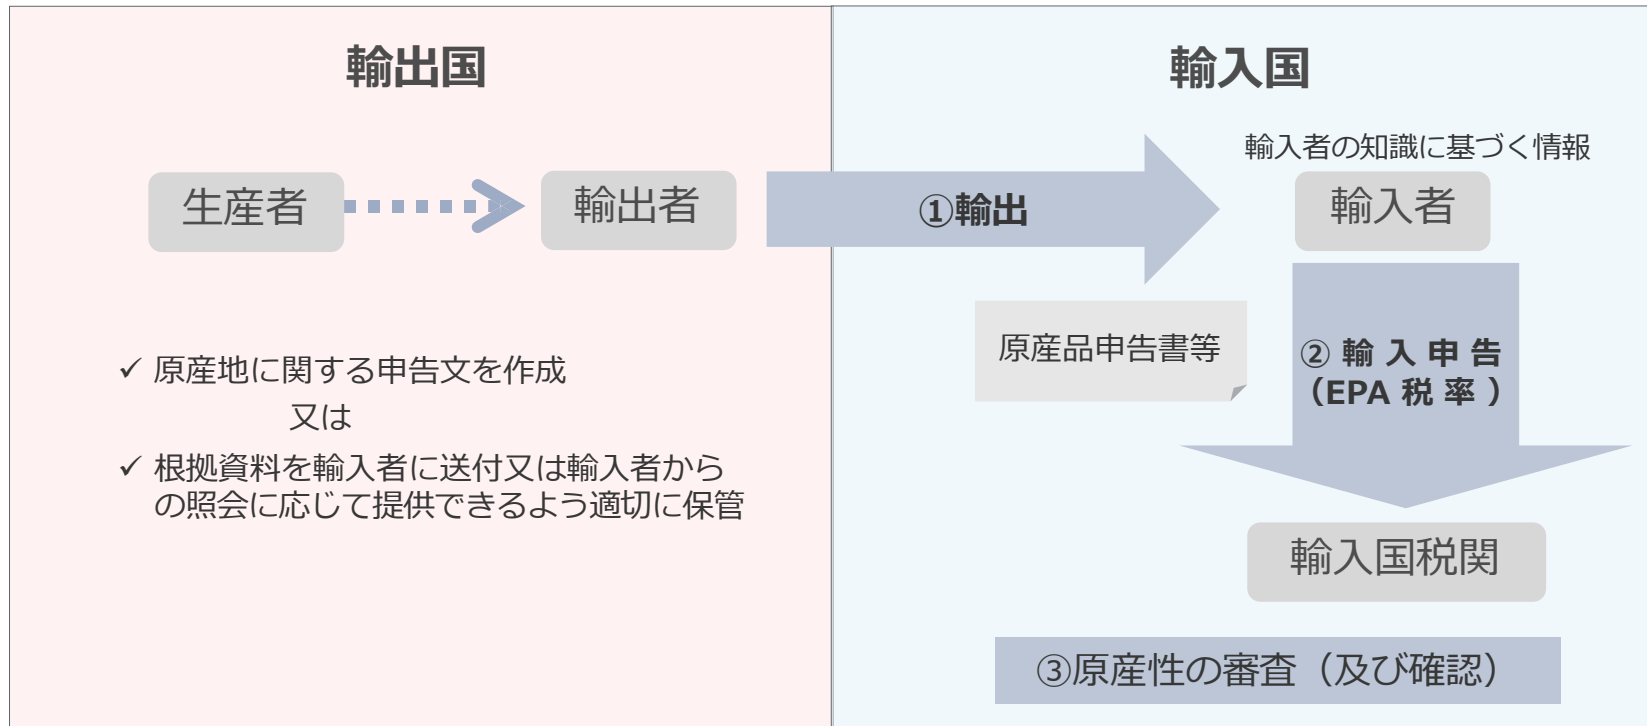 輸出国
生産者
輸出者
✓ 原産地に関する申告文を作成
又は
✓ 根拠資料を輸入者に送付又は輸入者から
の照会に応じて提供できるよう適切に保管
①輸出
輸入国
輸入者の知識に基づく情報
輸入者
原産品申告書等
②輸入申告
（EPA税率）
輸入国税関
③原産性の審査（及び確認）